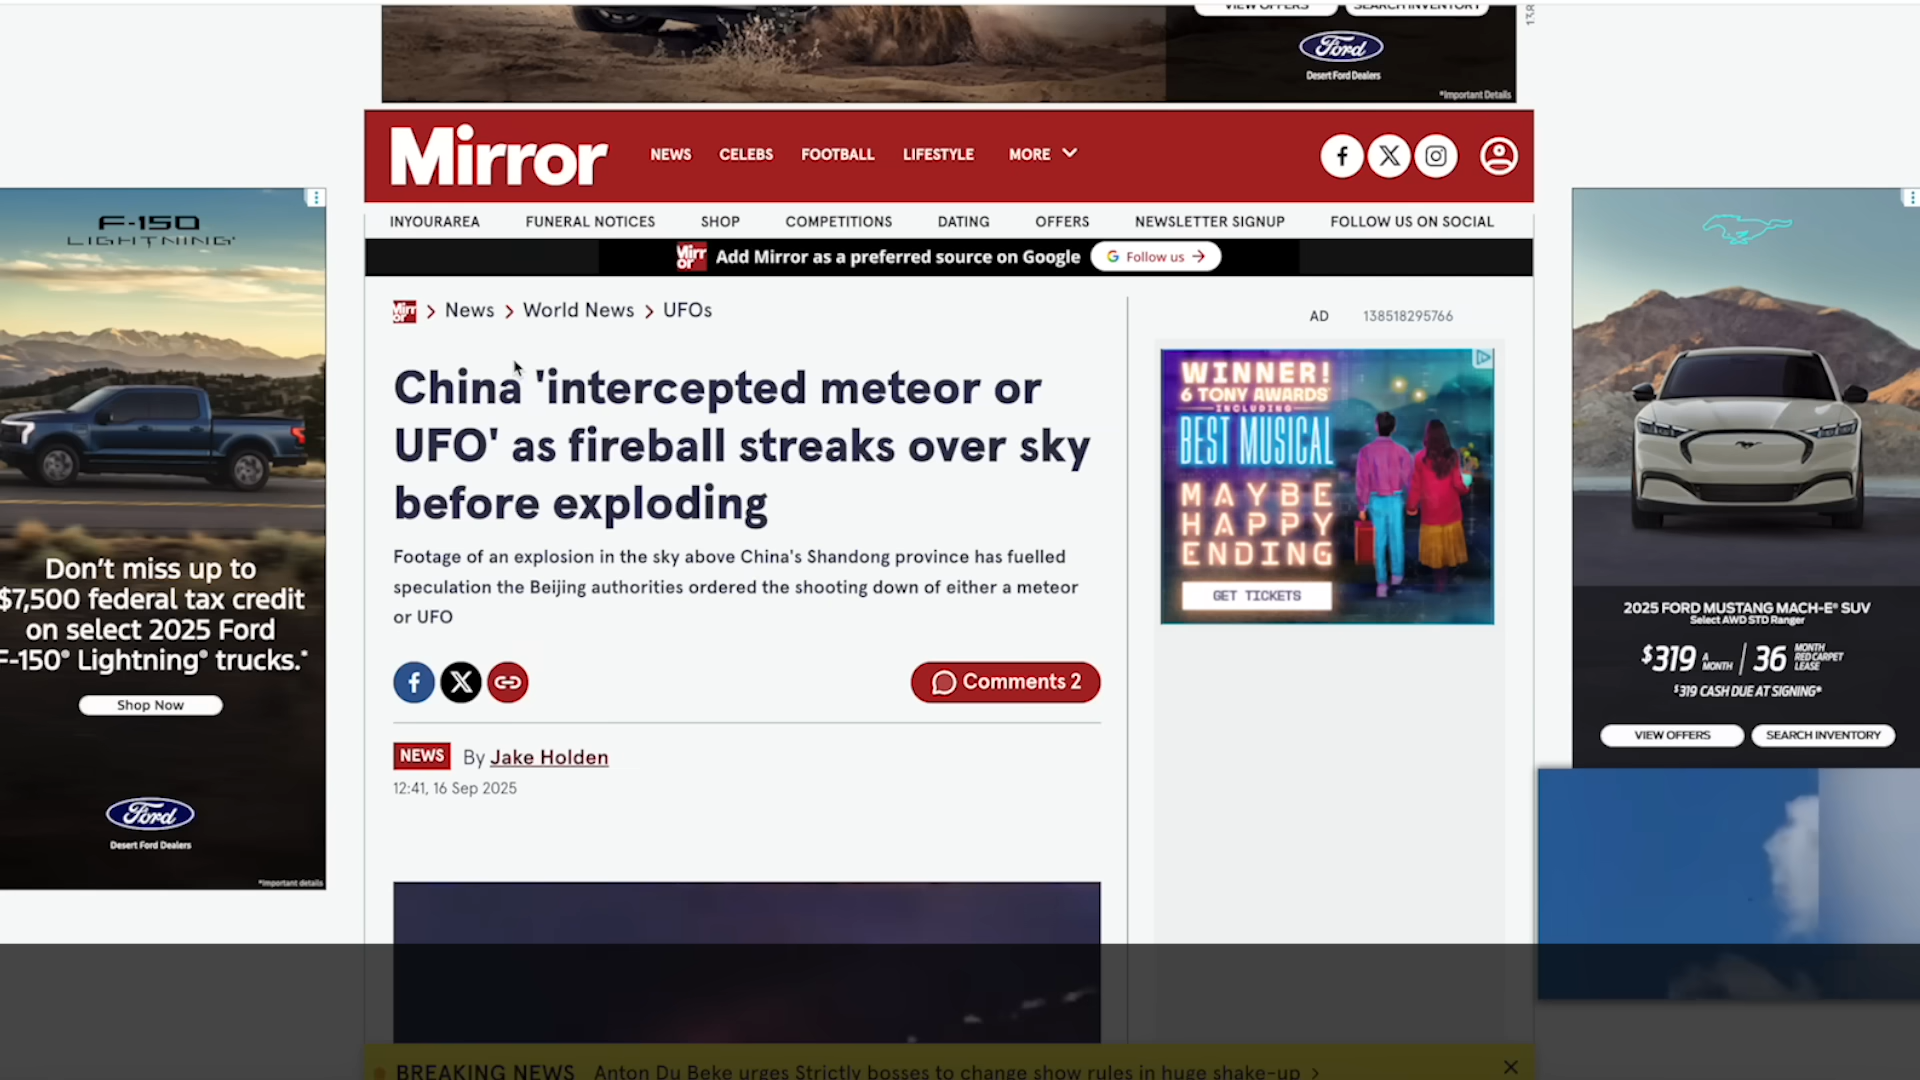 VIEW OFFERS
SEARCH INVENTORY
Ford
Desert Ford Dealers
*Important Details
Mirror
NEWS
CELEBS
FOOTBALL
LIFESTYLE
MORE
INYOURAREA
FUNERAL NOTICES
SHOP
COMPETITIONS
DATING
OFFERS
NEWSLETTER SIGNUP
FOLLOW US ON SOCIAL
Mirror
Add Mirror as a preferred source on Google
G Follow us →
Mirror > News > World News > UFOs
China 'intercepted meteor or
UFO' as fireball streaks over sky
before exploding
Footage of an explosion in the sky above China's Shandong province has fuelled
speculation the Beijing authorities ordered the shooting down of either a meteor
or UFO
Comments 2
NEWS By Jake Holden
12:41, 16 Sep 2025
AD 138518295766
WINNER!
6 TONY AWARDS
INCLUDING
BEST MUSICAL
MAYBE
HAPPY
ENDING
GET TICKETS
F-150
LIGHTNING
Don't miss up to
$7,500 federal tax credit
on select 2025 Ford
F-150® Lightning® trucks.*
Shop Now
Ford
Desert Ford Dealers
*Important details
2025 FORD MUSTANG MACH-E® SUV
Select AWD STD Ranger
$319 A MONTH / 36 MONTH RED CARPET LEASE
$319 CASH DUE AT SIGNING*
VIEW OFFERS
SEARCH INVENTORY
BREAKING NEWS Anton Du Beke urges Strictly bosses to change show rules in huge shake-up >